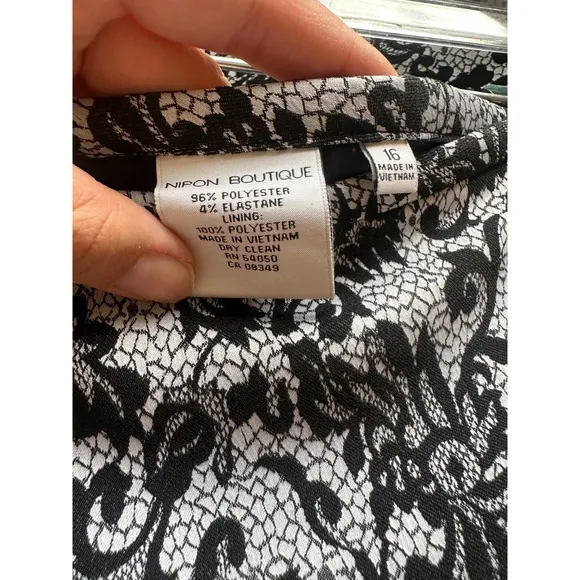 NIPON BOUTIQUE
96% POLYESTER
4% ELASTANE
LINING:
100% POLYESTER
MADE IN VIETNAM
DRY CLEAN
RN 54050
CA 08349
16
MADE IN
VIETNAM